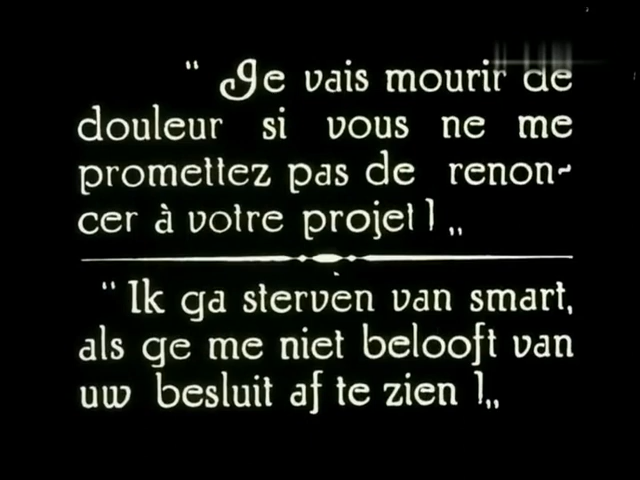 “ Je vais mourir de
douleur si vous ne me
promettez pas de renon-
cer à votre projet ! „
“ Ik ga sterven van smart,
als ge me niet belooft van
uw besluit af te zien ! „